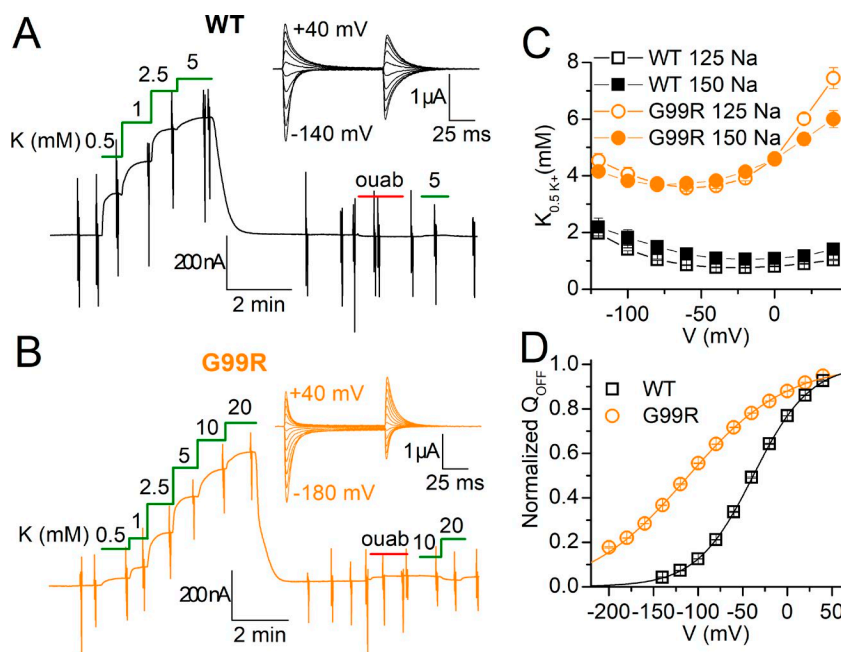 A
WT
K (mM)
0.5
1
2.5
5
+40 mV
-140 mV
1µA
25 ms
ouab
5
200nA
2 min
B
G99R
K (mM)
0.5
1
2.5
5
10
20
+40 mV
-180 mV
1µA
25 ms
ouab
10
20
200nA
2 min
C
WT 125 Na
WT 150 Na
G99R 125 Na
G99R 150 Na
K0.5 K+(mM)
8
6
4
2
0
-100
-50
0
V (mV)
D
WT
G99R
Normalized QOFF
1.0
0.8
0.6
0.4
0.2
0.0
-200
-150
-100
-50
0
50
V (mV)